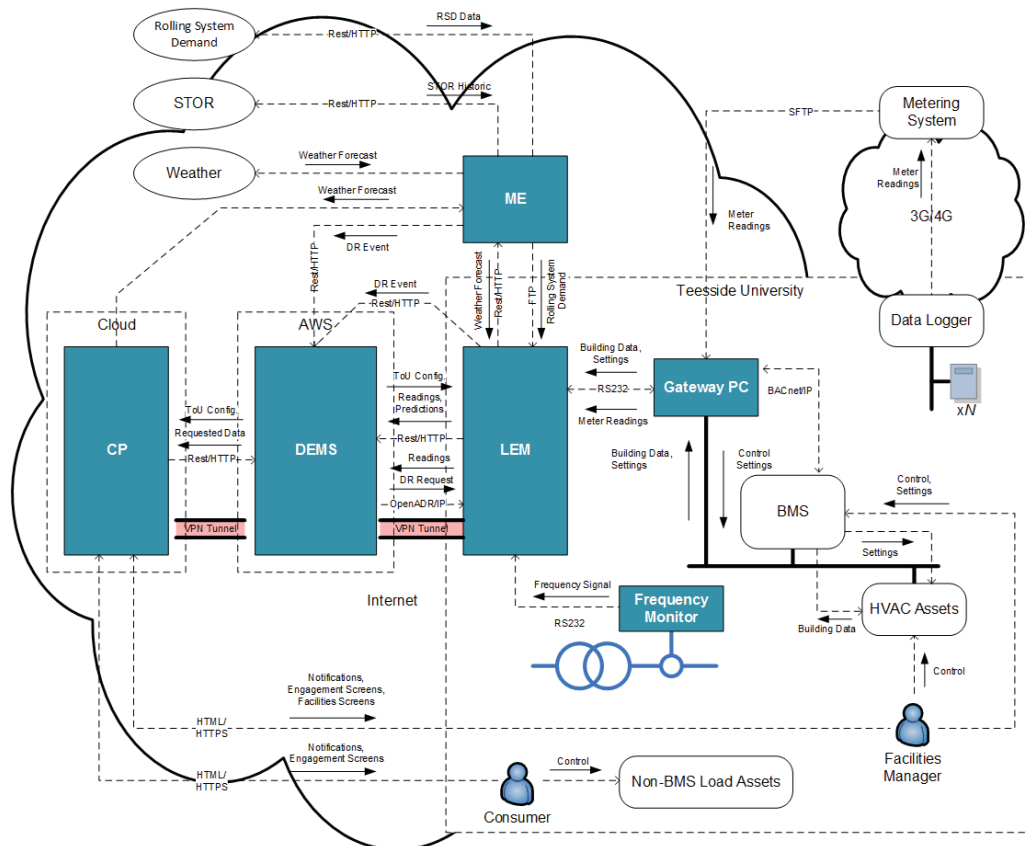 Rolling System
Demand
RSD Data
Rest/HTTP
STOR
STOR Historic
Rest/HTTP
Weather
Weather Forecast
Weather Forecast
ME
DR Event
Rest/HTTP
DR Event
Rest/HTTP
Weather Forecast
Rest/HTTP
FTP
Rolling System
Demand
SFTP
Meter
Readings
Metering
System
Meter
Readings
3G/4G
Data Logger
xN
Teesside University
Cloud
AWS
CP
DEMS
LEM
Gateway PC
ToU Config.
Requested Data
Rest/HTTP
VPN Tunnel
ToU Config.
Readings,
Predictions
Rest/HTTP
Readings
DR Request
OpenADR/IP
VPN Tunnel
Building Data,
Settings
RS232
Meter Readings
BACnet/IP
Building Data,
Settings
Control
Settings
BMS
Control,
Settings
Settings
HVAC Assets
Building Data
Control
Internet
Frequency Signal
RS232
Frequency
Monitor
Notifications,
Engagement Screens,
Facilities Screens
HTML/
HTTPS
Facilities
Manager
Notifications,
Engagement Screens
HTML/
HTTPS
Control
Consumer
Non-BMS Load Assets